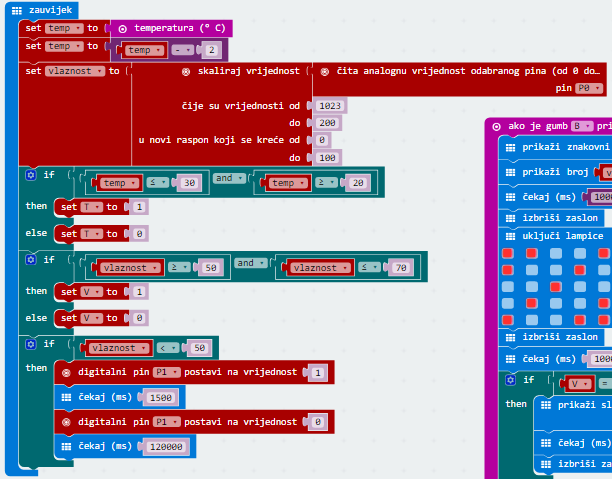 zauvijek
set temp to temperatura (° C)
set temp to temp - 2
set vlaznost to skaliraj vrijednost čita analognu vrijednost odabranog pina (od 0 do…
pin P0
čije su vrijednosti od 1023
do 200
u novi raspon koji se kreće od 0
do 100
if temp ≤ 30 and temp ≥ 20
then set T to 1
else set T to 0
if vlaznost ≥ 50 and vlaznost ≤ 70
then set V to 1
else set V to 0
if vlaznost < 50
then digitalni pin P1 postavi na vrijednost 1
čekaj (ms) 1500
digitalni pin P1 postavi na vrijednost 0
čekaj (ms) 120000
ako je gumb B pri
prikaži znakovni
prikaži broj v
čekaj (ms) 1000
izbriši zaslon
uključi lampice
izbriši zaslon
čekaj (ms) 1000
if V =
then prikaži sl
čekaj (ms)
izbriši za